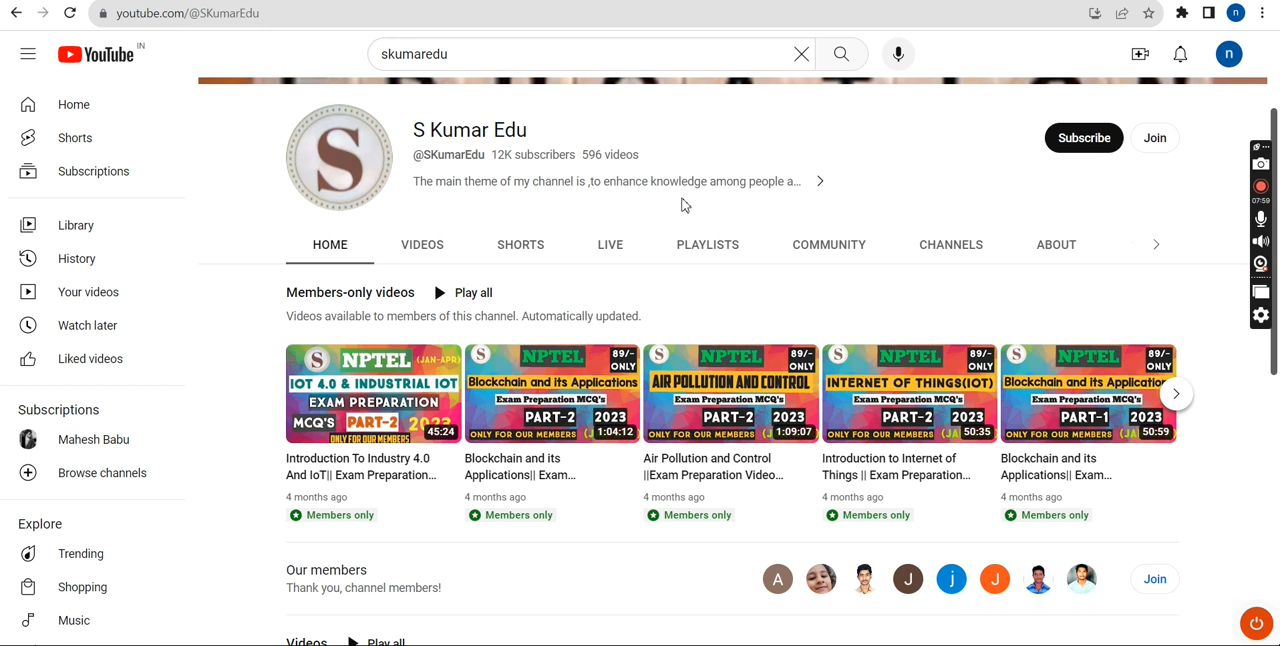 youtube.com/@SKumarEdu
n
YouTube IN
skumaredu
n
Home
Shorts
Subscriptions
Library
History
Your videos
Watch later
Liked videos
Subscriptions
Mahesh Babu
Browse channels
Explore
Trending
Shopping
Music
S
S Kumar Edu
@SKumarEdu 12K subscribers 596 videos
The main theme of my channel is ,to enhance knowledge among people a...
Subscribe Join
HOME VIDEOS SHORTS LIVE PLAYLISTS COMMUNITY CHANNELS ABOUT
Members-only videos Play all
Videos available to members of this channel. Automatically updated.
S NPTEL (JAN-APR)
IOT 4.0 & INDUSTRIAL IOT
EXAM PREPARATION
MCQ'S PART-2 2023
ONLY FOR OUR MEMBERS
45:24
Introduction To Industry 4.0
And IoT|| Exam Preparation...
4 months ago
Members only
S NPTEL 89/- ONLY
Blockchain and its Applications
Exam Preparation MCQ's
PART-2 2023
ONLY FOR OUR MEMBERS
1:04:12
Blockchain and its
Applications|| Exam...
4 months ago
Members only
S NPTEL 89/- ONLY
AIR POLLUTION AND CONTROL
Exam Preparation MCQ's
PART-2 2023
ONLY FOR OUR MEMBERS
1:09:07
Air Pollution and Control
||Exam Preparation Video...
4 months ago
Members only
S NPTEL 89/- ONLY
INTERNET OF THINGS(IOT)
Exam Preparation MCQ's
PART-2 2023
ONLY FOR OUR MEMBERS
50:35
Introduction to Internet of
Things || Exam Preparation...
4 months ago
Members only
S NPTEL 89/- ONLY
Blockchain and its
Exam Preparation MCQ's
PART-1 2023
ONLY FOR OUR MEMBERS
50:59
Blockchain and its
Applications|| Exam...
4 months ago
Members only
Our members
Thank you, channel members!
A J j J
Join
Videos Play all
07:59